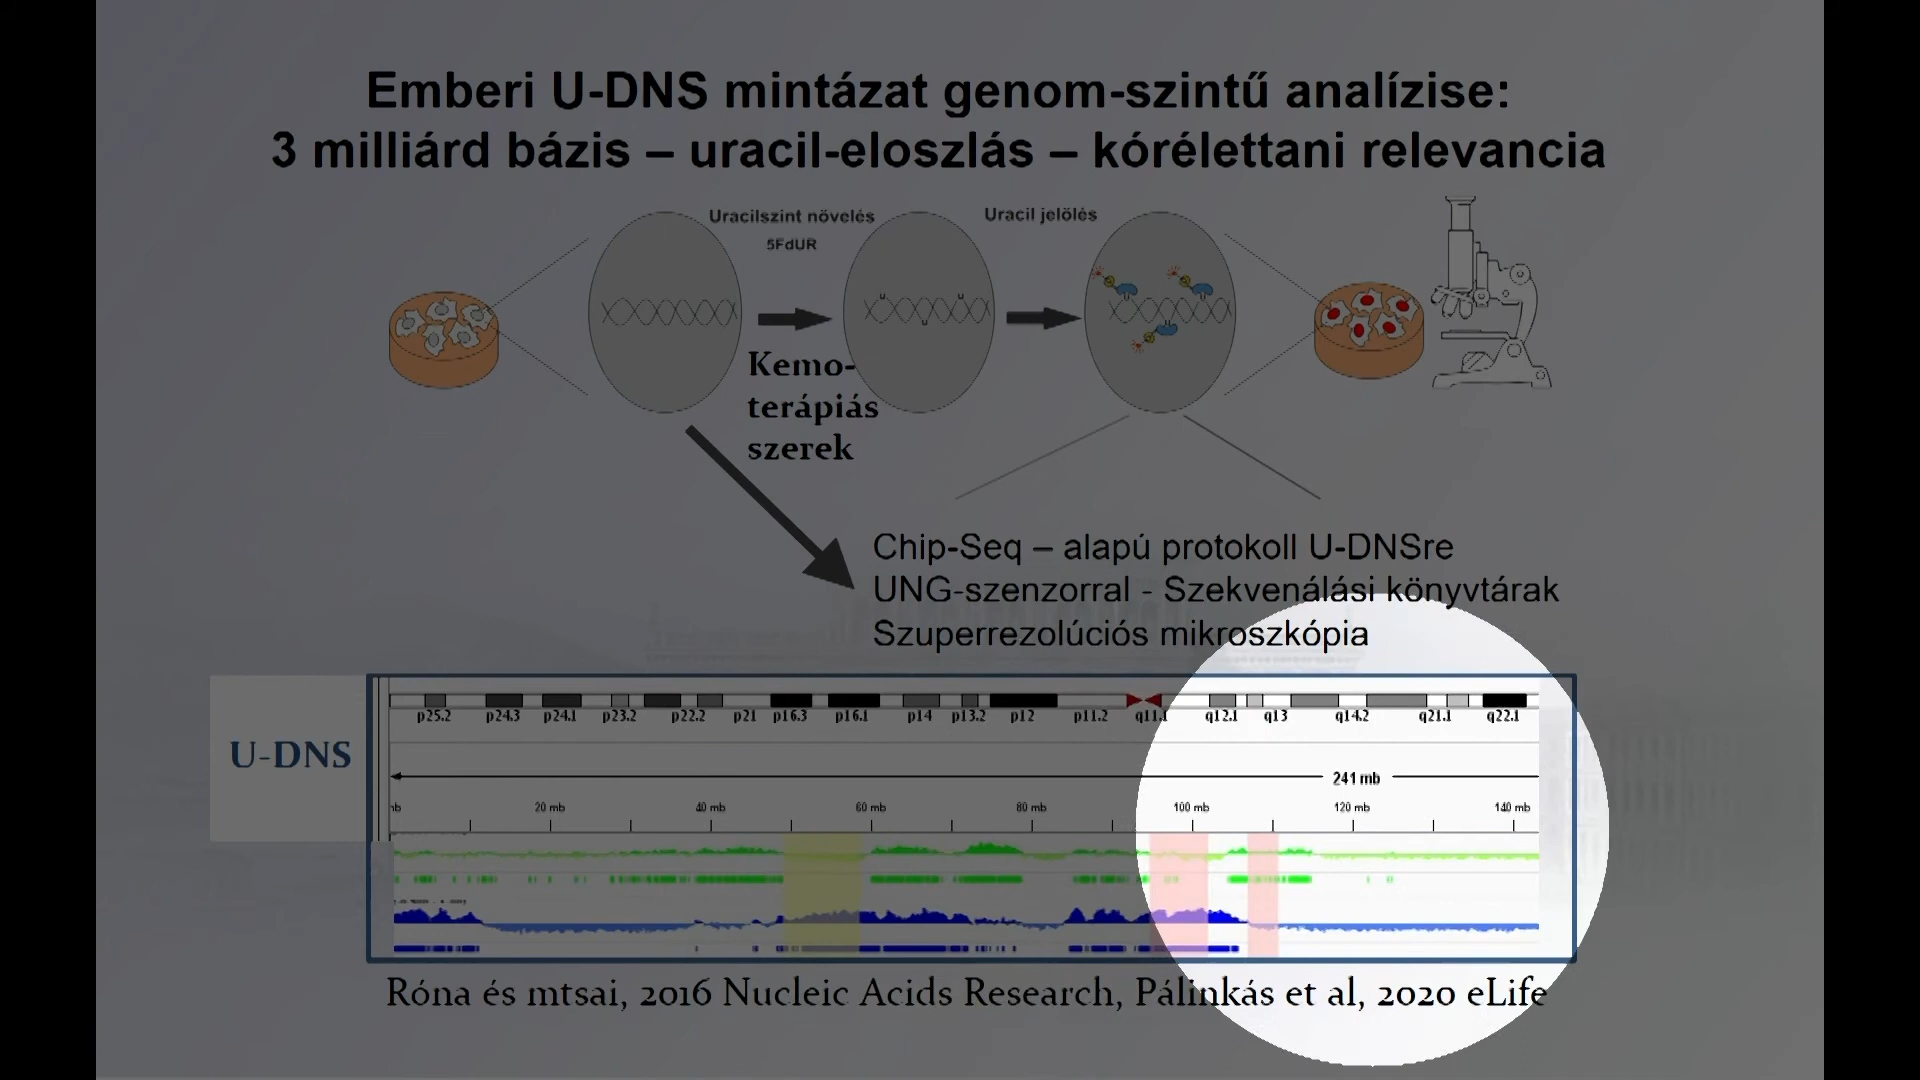 Emberi U-DNS mintázat genom-szintű analízise:
3 milliárd bázis – uracil-eloszlás – kórélettani relevancia
Uracilszint növelés
5FdUR
Uracil jelölés
Kemo-
terápiás
szerek
Chip-Seq – alapú protokoll U-DNSre
UNG-szenzorral - Szekvenálási könyvtárak
Szuperrezolúciós mikroszkópia
U-DNS
p25.2 p24.3 p24.1 p23.2 p22.2 p21 p16.3 p16.1 p14 p13.2 p12 p11.2 q11.1 q12.1 q13 q14.2 q21.1 q22.1
241 mb
20 mb 40 mb 60 mb 80 mb 100 mb 120 mb 140 mb
Róna és mtsai, 2016 Nucleic Acids Research, Pálinkás et al, 2020 eLife